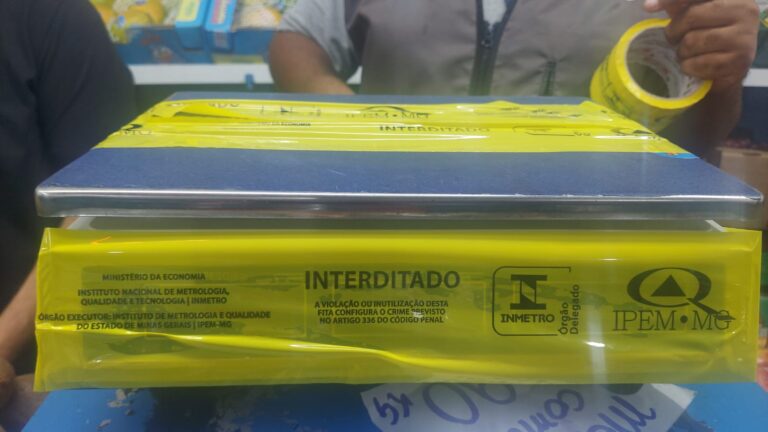 IPEM•MG
INTERDITADO
MINISTÉRIO DA ECONOMIA
INSTITUTO NACIONAL DE METROLOGIA,
QUALIDADE E TECNOLOGIA | INMETRO
ÓRGÃO EXECUTOR: INSTITUTO DE METROLOGIA E QUALIDADE
DO ESTADO DE MINAS GERAIS | IPEM-MG
INTERDITADO
A VIOLAÇÃO OU INUTILIZAÇÃO DESTA
FITA CONFIGURA O CRIME PREVISTO
NO ARTIGO 336 DO CÓDIGO PENAL
INMETRO
Órgão
Delegado
IPEM•MG